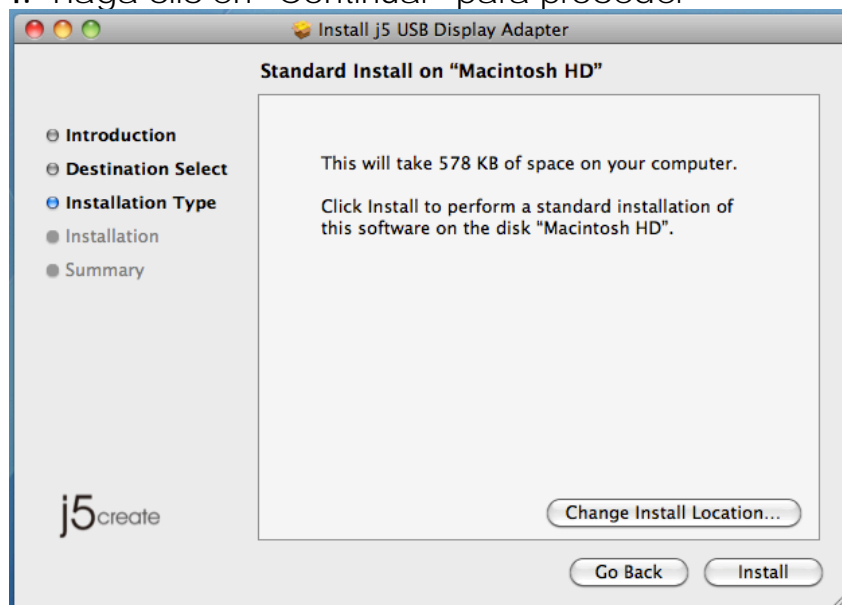 haga clic en "Continuar" para proceder
Install j5 USB Display Adapter
Standard Install on “Macintosh HD”
Introduction
Destination Select
Installation Type
Installation
Summary
This will take 578 KB of space on your computer.
Click Install to perform a standard installation of
this software on the disk “Macintosh HD”.
j5create
Change Install Location...
Go Back
Install